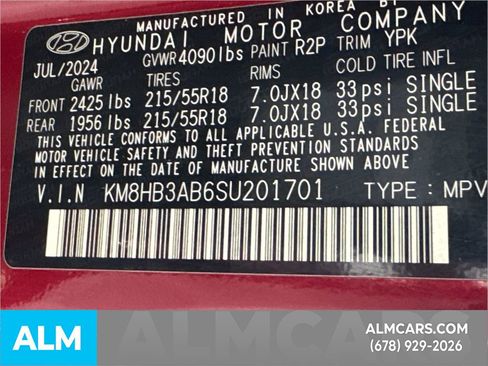 MANUFACTURED IN KOREA BY
HYUNDAI MOTOR COMPANY
JUL/2024 GVWR 4090 lbs PAINT R2P TRIM YPK
GAWR TIRES RIMS COLD TIRE INFL
FRONT 2425 lbs 215/55R18 7.0JX18 33psi SINGLE
REAR 1956 lbs 215/55R18 7.0JX18 33psi SINGLE
THIS VEHICLE CONFORMS TO ALL APPLICABLE U.S.A. FEDERAL
MOTOR VEHICLE SAFETY AND THEFT PREVENTION STANDARDS
IN EFFECT ON THE DATE OF MANUFACTURE SHOWN ABOVE.
V.I.N KM8HB3AB6SU201701 TYPE : MPV
ALM
ALMCARS
ALMCARS.COM
(678) 929-2026